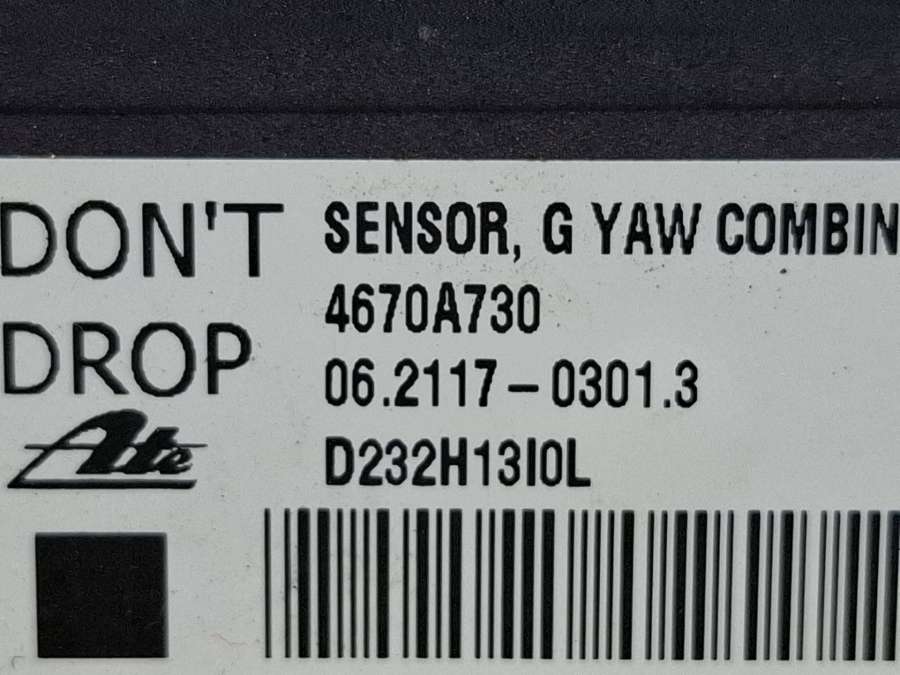 DON'T
DROP
Ate
SENSOR, G YAW COMBIN
4670A730
06.2117-0301.3
D232H13I0L